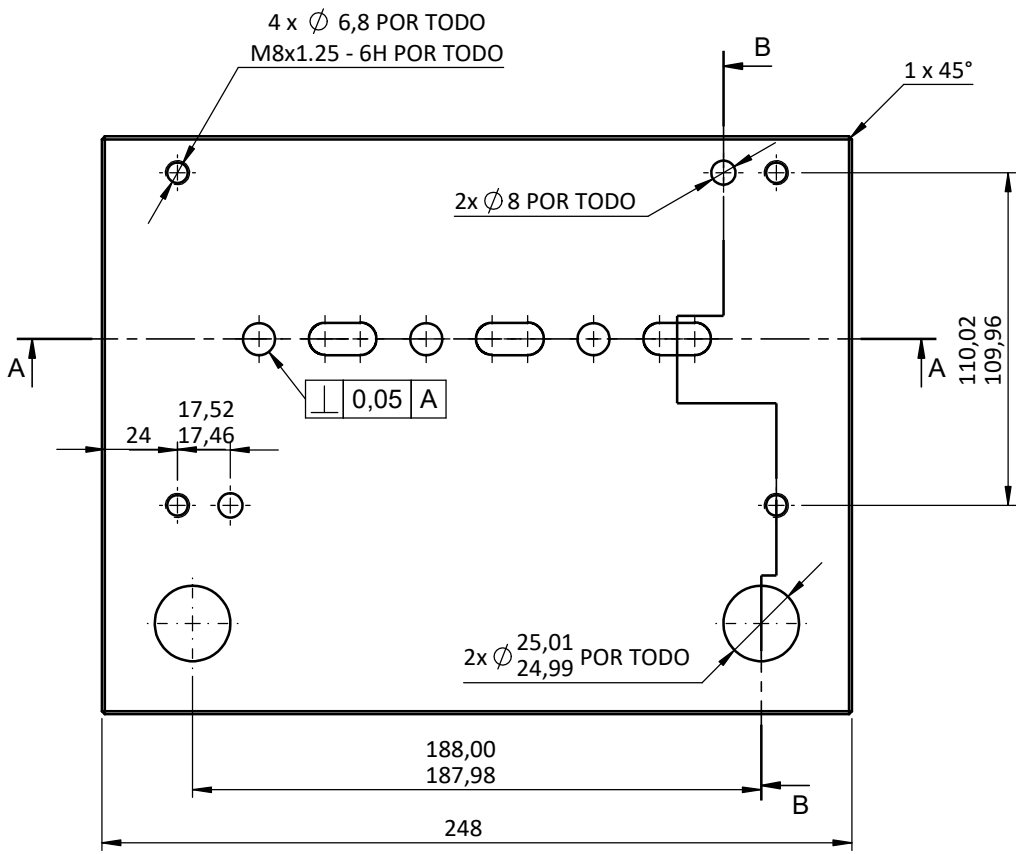 4 x ∅ 6,8 POR TODO
M8x1.25 - 6H POR TODO
B
1 x 45°
2x ∅ 8 POR TODO
A
A
110,02
109,96
⊥ 0,05 A
17,52
24
17,46
2x ∅ 25,01
24,99 POR TODO
188,00
187,98
B
248